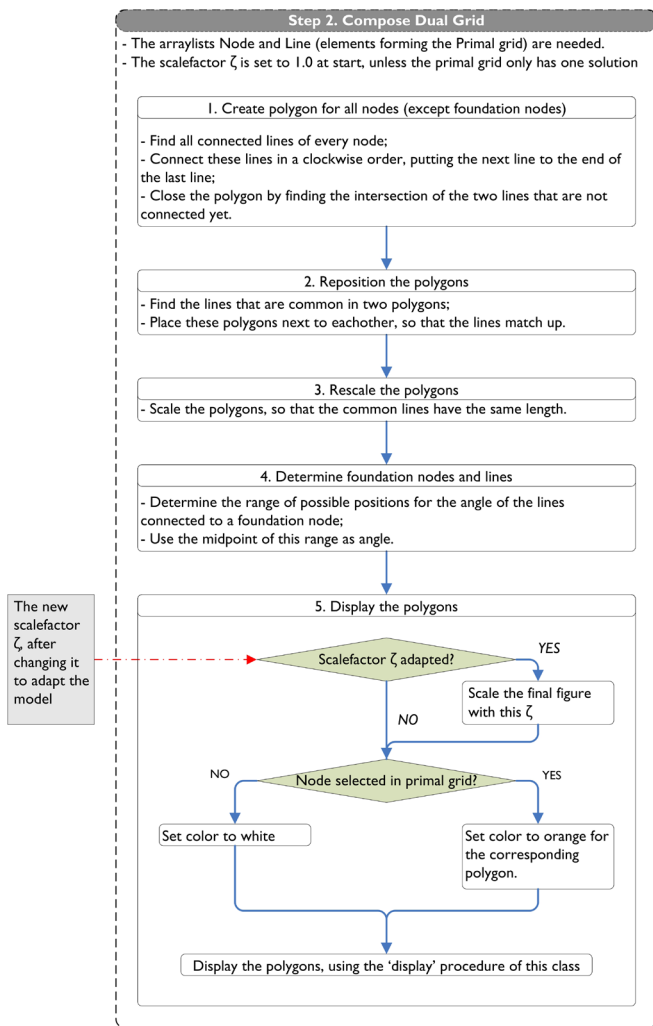 Step 2. Compose Dual Grid
- The arraylists Node and Line (elements forming the Primal grid) are needed.
- The scalefactor ζ is set to 1.0 at start, unless the primal grid only has one solution
1. Create polygon for all nodes (except foundation nodes)
- Find all connected lines of every node;
- Connect these lines in a clockwise order, putting the next line to the end of
the last line;
- Close the polygon by finding the intersection of the two lines that are not
connected yet.
2. Reposition the polygons
- Find the lines that are common in two polygons;
- Place these polygons next to eachother, so that the lines match up.
3. Rescale the polygons
- Scale the polygons, so that the common lines have the same length.
4. Determine foundation nodes and lines
- Determine the range of possible positions for the angle of the lines
connected to a foundation node;
- Use the midpoint of this range as angle.
5. Display the polygons
The new
scalefactor
ζ, after
changing it
to adapt the
model
Scalefactor ζ adapted?
YES
Scale the final figure
with this ζ
NO
Node selected in primal grid?
NO
YES
Set color to white
Set color to orange for
the corresponding
polygon.
Display the polygons, using the ‘display’ procedure of this class